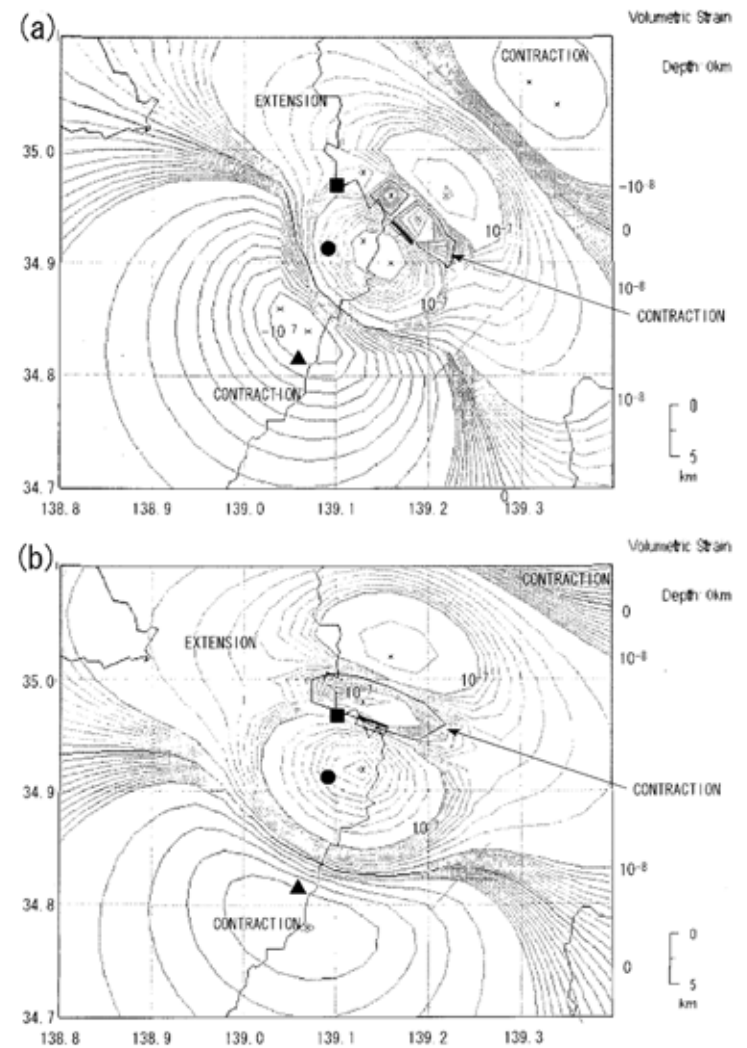 (a)
Volumetric Strain
Depth: 0km
CONTRACTION
EXTENSION
35.0
34.9
34.8
34.7
-10⁻⁸
0
10⁻⁸
10⁻⁸
10⁻⁷
10⁻⁷
-10⁻⁷
CONTRACTION
CONTRACTION
0
5
km
0
138.8 138.9 139.0 139.1 139.2 139.3
(b)
Volumetric Strain
Depth: 0km
CONTRACTION
EXTENSION
0
10⁻⁸
35.0
34.9
34.8
34.7
-10⁻⁷
10⁻⁷
10⁻⁷
CONTRACTION
CONTRACTION
10⁻⁸
0
0
5
km
138.8 138.9 139.0 139.1 139.2 139.3